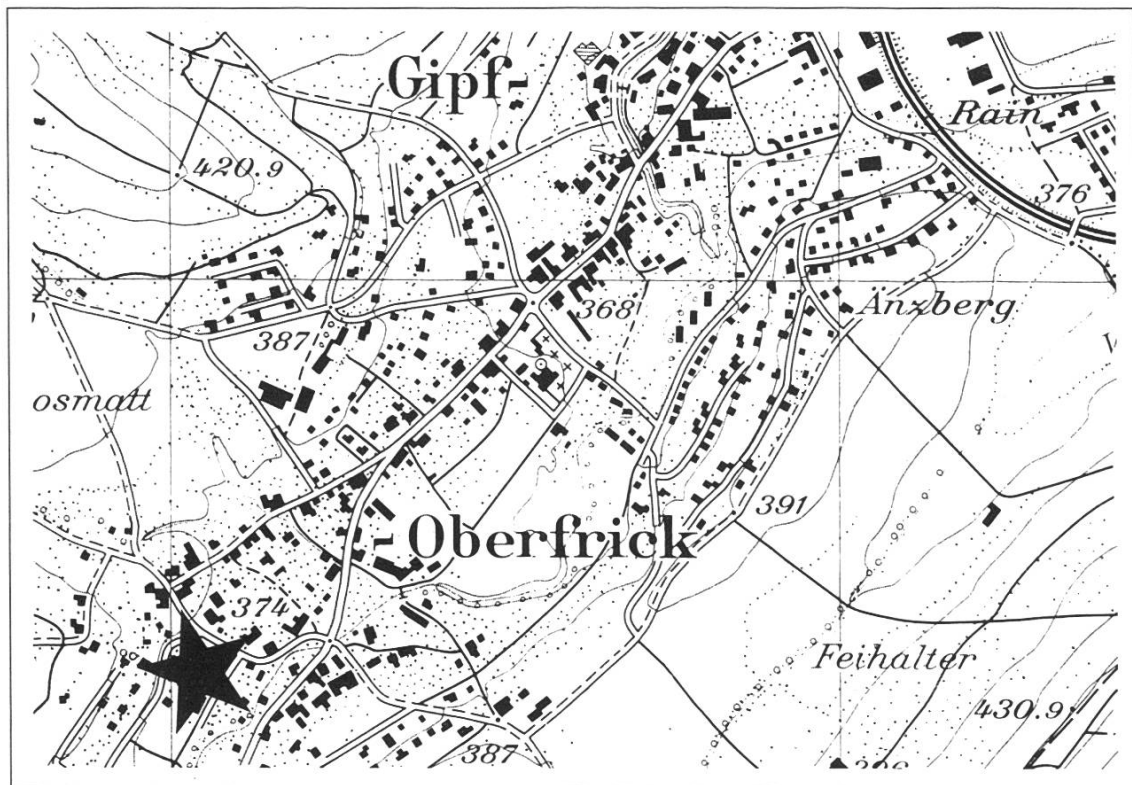 Gipf-
Rain
420.9
376
368
Änzberg
387
osmatt
391
-Oberfrick
374
Feihalter
430.9
387